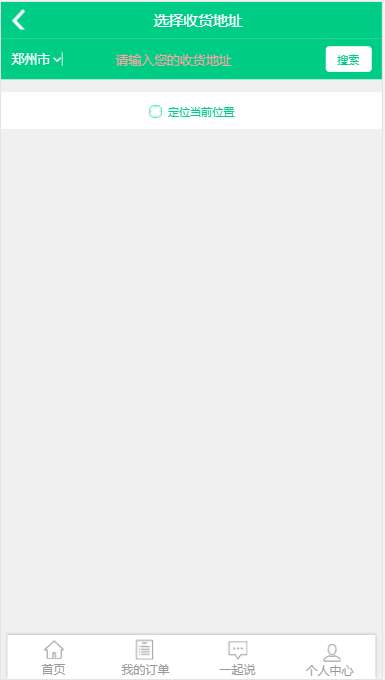 选择收货地址
郑州市 请输入您的收货地址 搜索
定位当前位置
首页 我的订单 一起说 个人中心